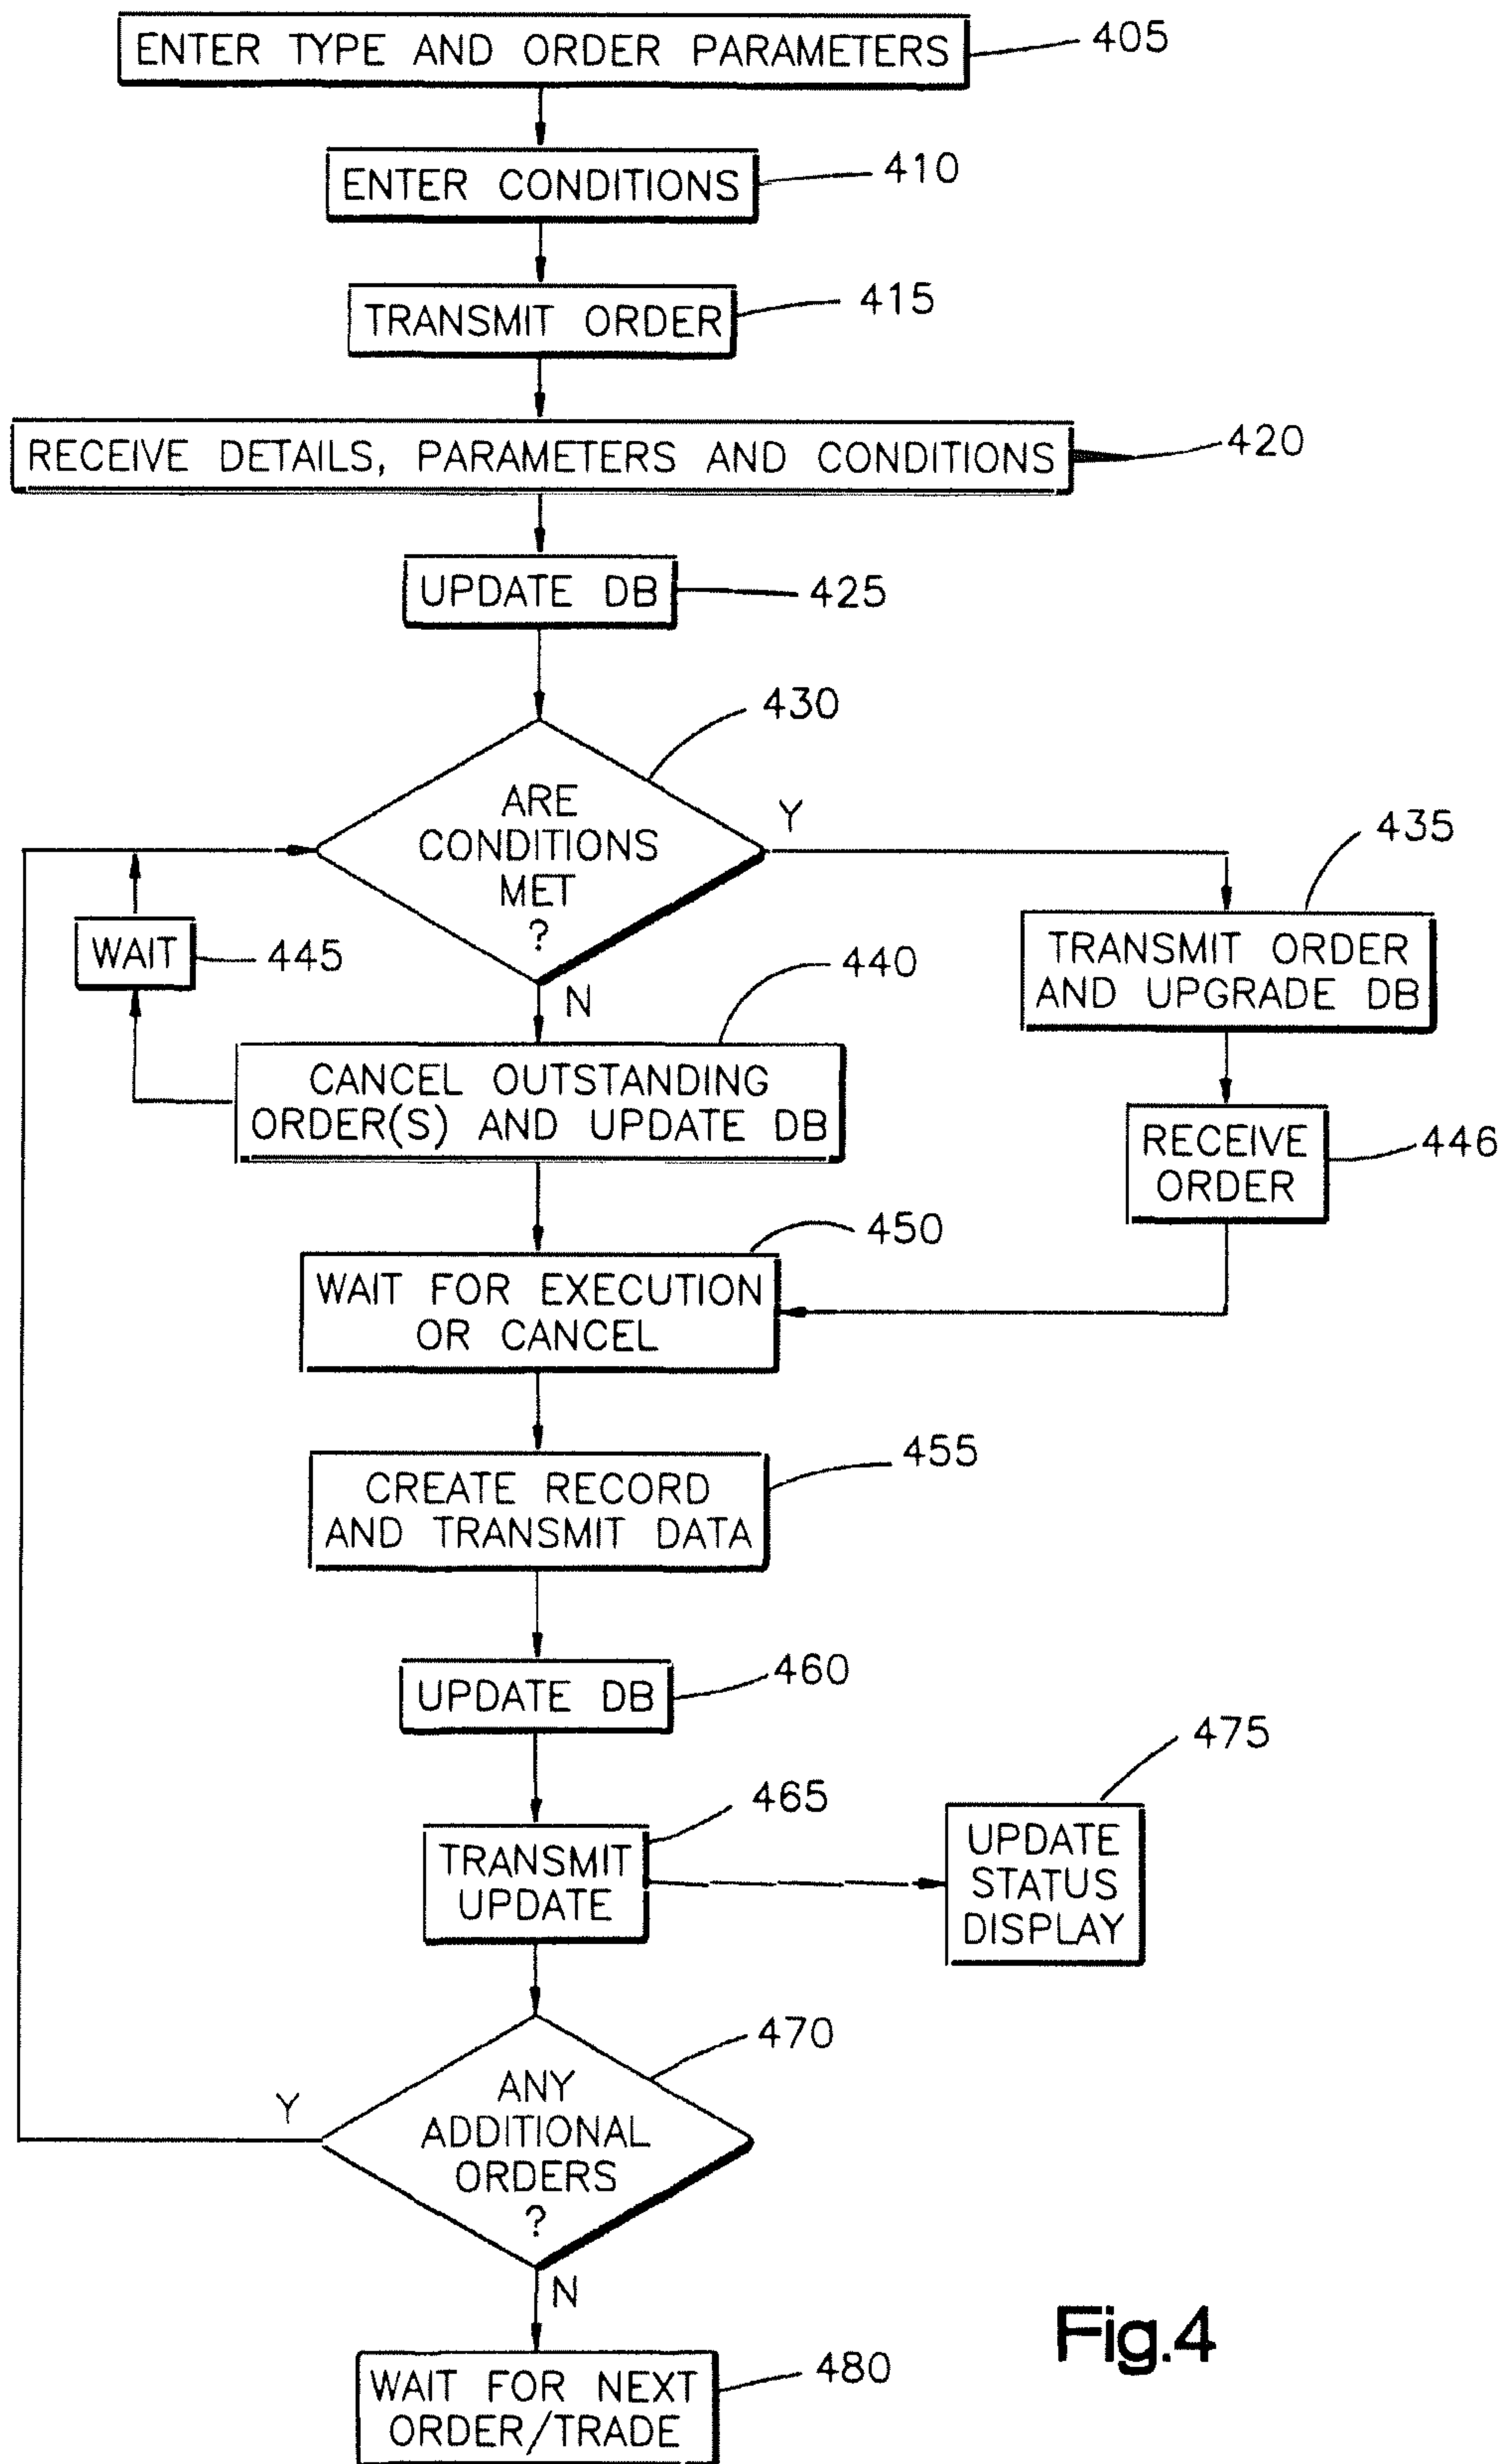 ENTER TYPE AND ORDER PARAMETERS
405
ENTER CONDITIONS
410
TRANSMIT ORDER
415
RECEIVE DETAILS, PARAMETERS AND CONDITIONS
420
UPDATE DB
425
430
ARE
CONDITIONS
MET
?
Y
N
435
TRANSMIT ORDER
AND UPGRADE DB
WAIT
445
440
CANCEL OUTSTANDING
ORDER(S) AND UPDATE DB
RECEIVE
ORDER
446
450
WAIT FOR EXECUTION
OR CANCEL
455
CREATE RECORD
AND TRANSMIT DATA
460
UPDATE DB
465
TRANSMIT
UPDATE
475
UPDATE
STATUS
DISPLAY
470
ANY
ADDITIONAL
ORDERS
?
Y
N
480
WAIT FOR NEXT
ORDER/TRADE
Fig.4